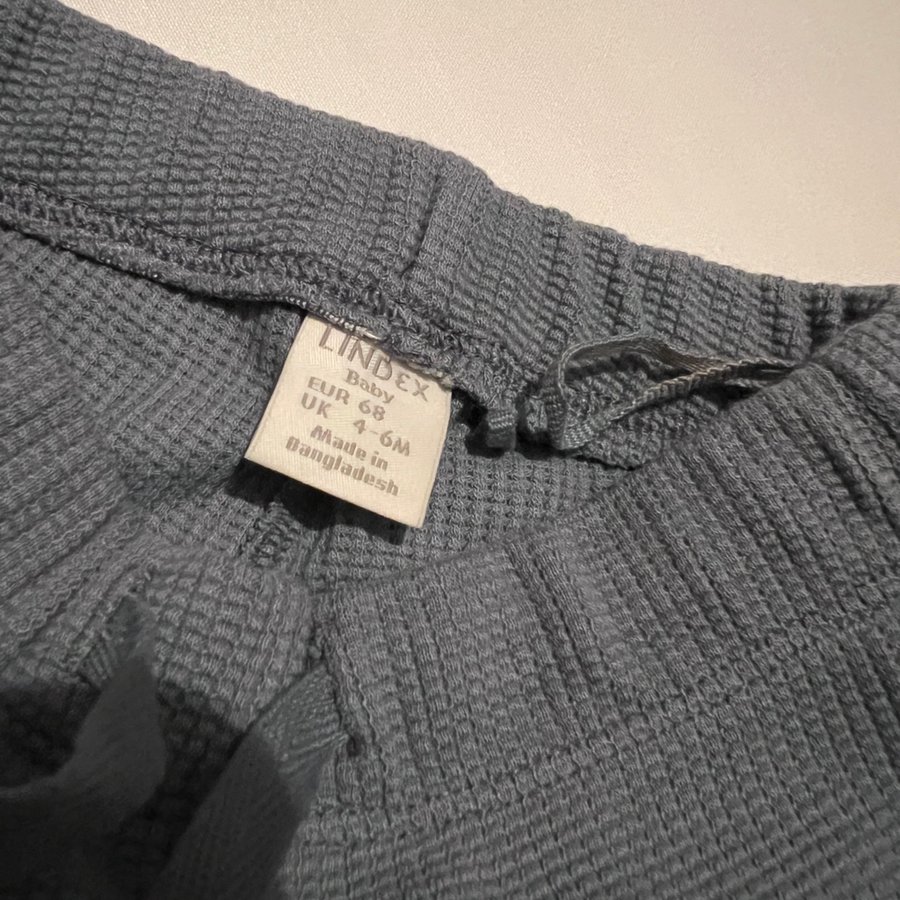 LINDEX
Baby
EUR 68
UK 4-6M
Made in
Bangladesh